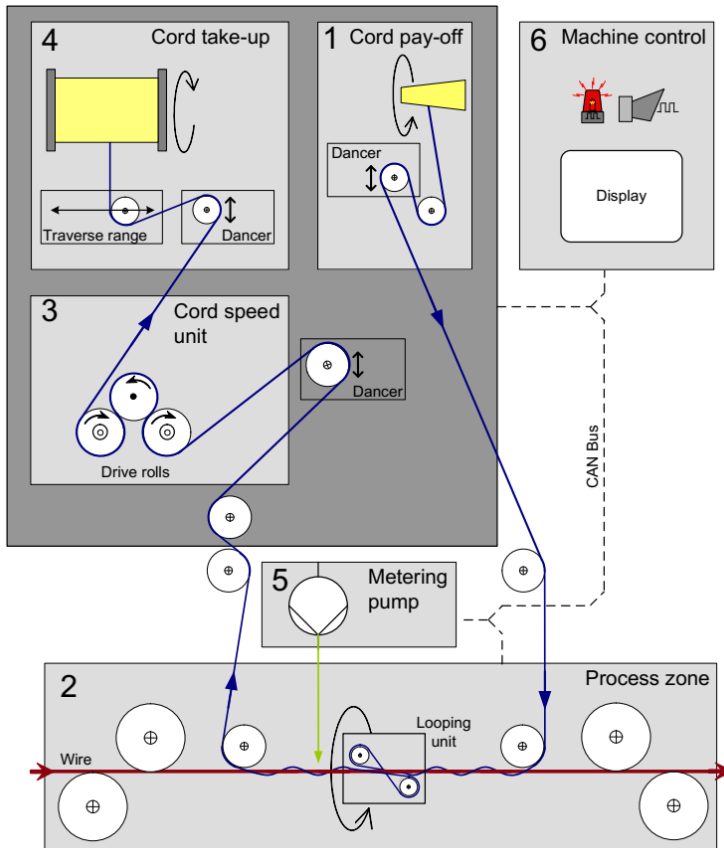 4
Cord take-up
Traverse range
Dancer
1
Cord pay-off
Dancer
6
Machine control
Display
3
Cord speed
unit
Drive rolls
Dancer
CAN Bus
5
Metering
pump
2
Process zone
Looping
unit
Wire